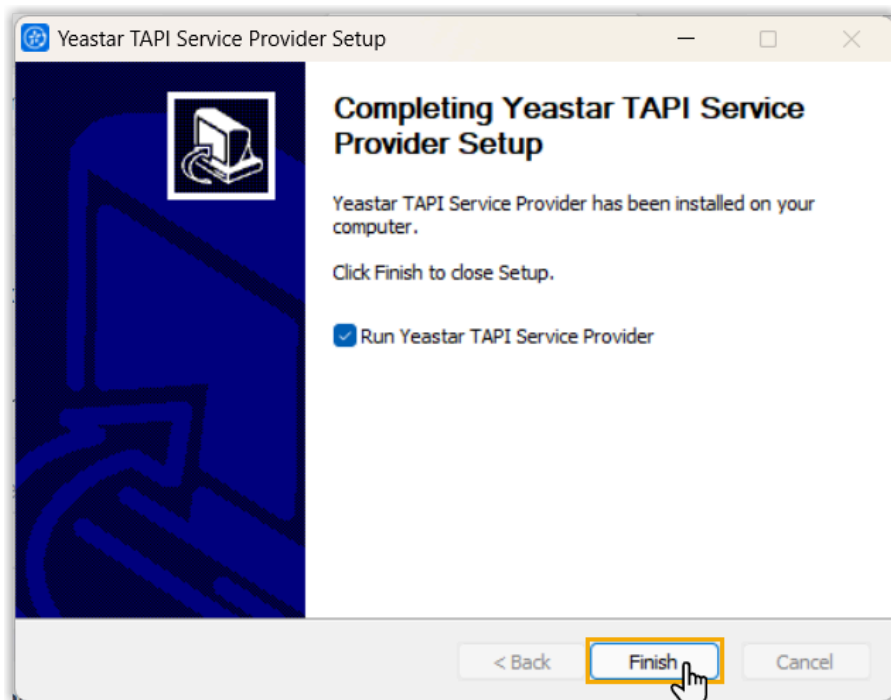 Yeastar TAPI Service Provider Setup
Completing Yeastar TAPI Service
Provider Setup
Yeastar TAPI Service Provider has been installed on your
computer.
Click Finish to close Setup.
Run Yeastar TAPI Service Provider
< Back
Finish
Cancel